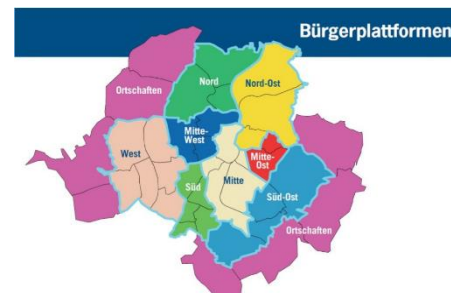 Bürgerplattformen
Nord
Nord-Ost
Ortschaften
Mitte-
West
West
Mitte-
Ost
Süd
Mitte
Süd-Ost
Ortschaften